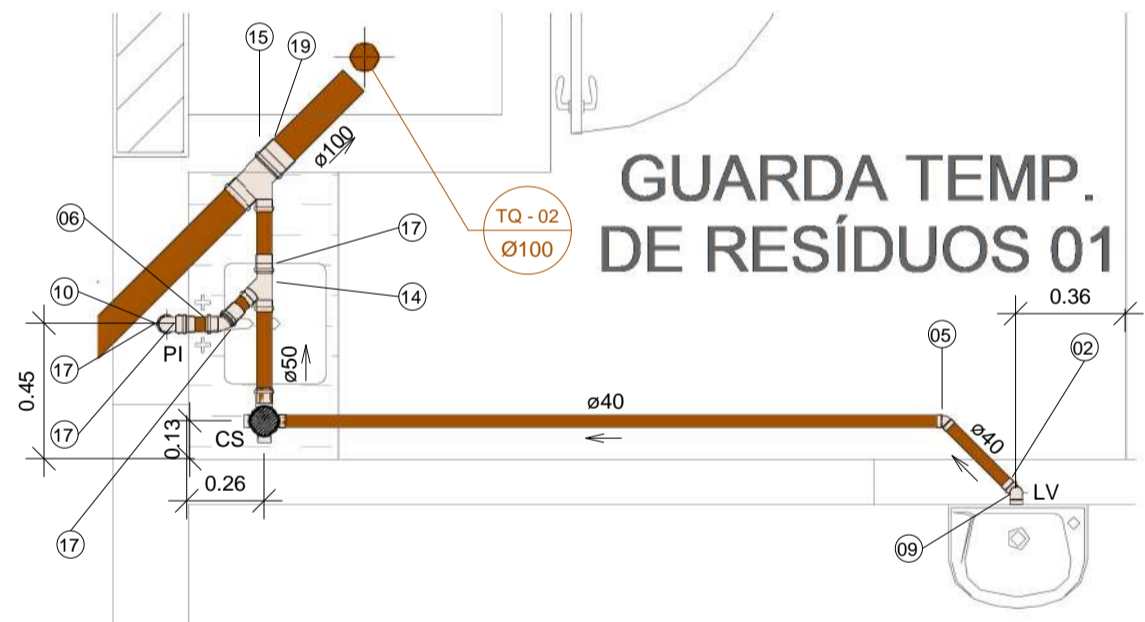 15
19
ø100
TQ - 02
Ø100
GUARDA TEMP.
DE RESÍDUOS 01
06
17
10
14
0.36
PI
05
02
17
0.45
ø50
ø40
17
0.13
CS
ø40
0.26
LV
17
09